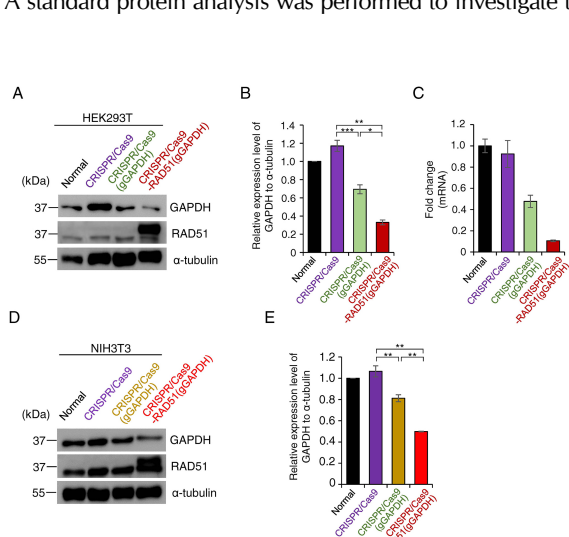 A standard protein analysis was performed to investigate t
A
HEK293T
Normal
CRISPR/Cas9
CRISPR/Cas9
(gGAPDH)
CRISPR/Cas9
-RAD51(gGAPDH)
(kDa)
37
GAPDH
37
RAD51
55
α-tubulin
B
Relative expression level of
GAPDH to α-tubulin
1.4
1.2
1.0
0.8
0.6
0.4
0.2
0
**
*** *
Normal
CRISPR/Cas9
CRISPR/Cas9
(gGAPDH)
CRISPR/Cas9
-RAD51(gGAPDH)
C
Fold change
(mRNA)
1.2
1.0
0.8
0.6
0.4
0.2
0
Normal
CRISPR/Cas9
CRISPR/Cas9
(gGAPDH)
CRISPR/Cas9
-RAD51(gGAPDH)
D
NIH3T3
Normal
CRISPR/Cas9
CRISPR/Cas9
(gGAPDH)
CRISPR/Cas9
-RAD51(gGAPDH)
(kDa)
37
GAPDH
37
RAD51
55
α-tubulin
E
Relative expression level of
GAPDH to α-tubulin
1.2
1.0
0.8
0.6
0.4
0.2
0
**
** **
Normal
CRISPR/Cas9
CRISPR/Cas9
(gGAPDH)
CRISPR/Cas9
51(gGAPDH)